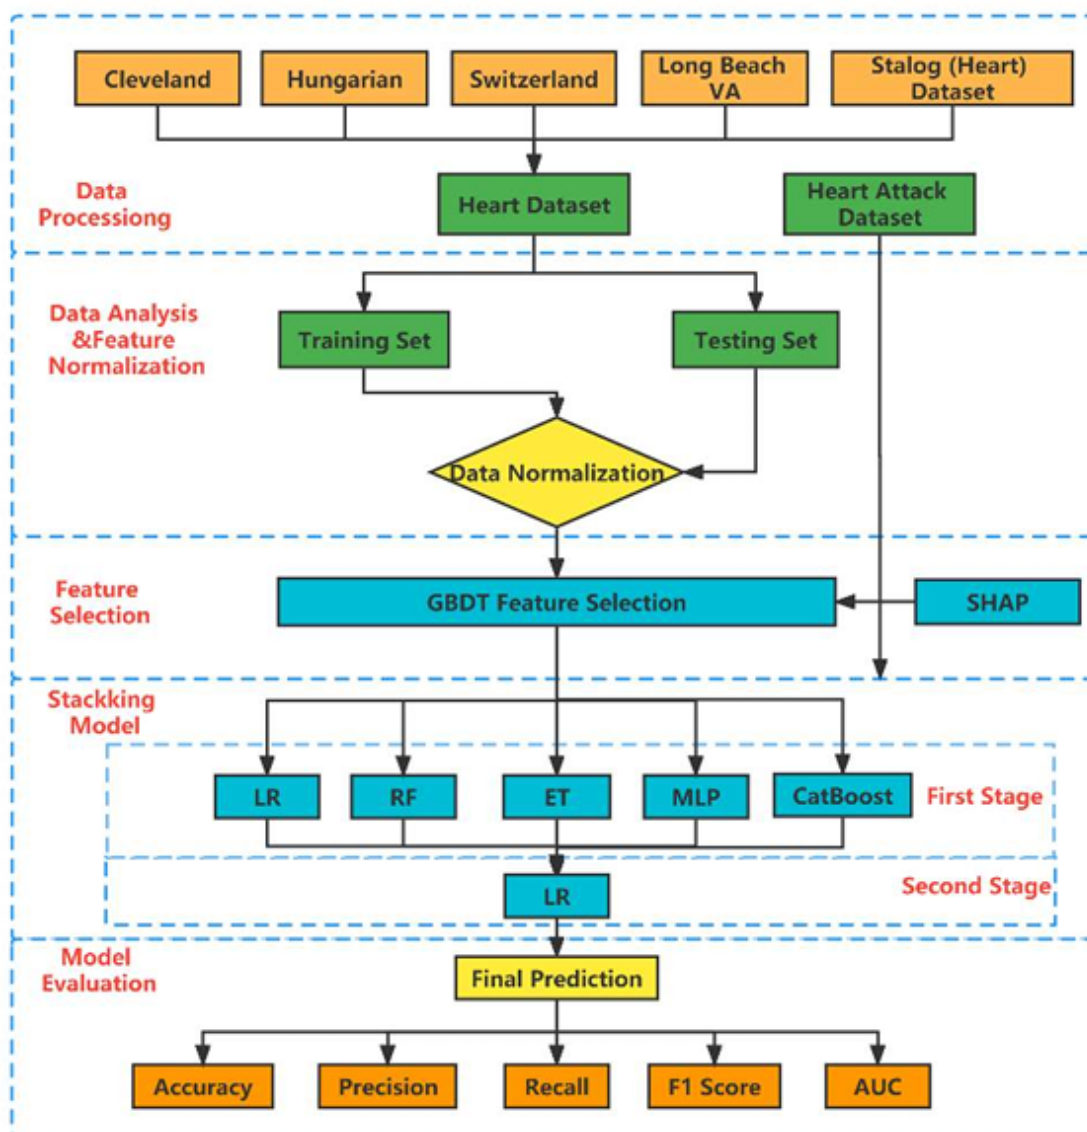 Cleveland
Hungarian
Switzerland
Long Beach
VA
Stalog (Heart)
Dataset
Data
Processiong
Heart Dataset
Heart Attack
Dataset
Data Analysis
&Feature
Normalization
Training Set
Testing Set
Data Normalization
Feature
Selection
GBDT Feature Selection
SHAP
Stackking
Model
LR
RF
ET
MLP
CatBoost
First Stage
LR
Second Stage
Model
Evaluation
Final Prediction
Accuracy
Precision
Recall
F1 Score
AUC